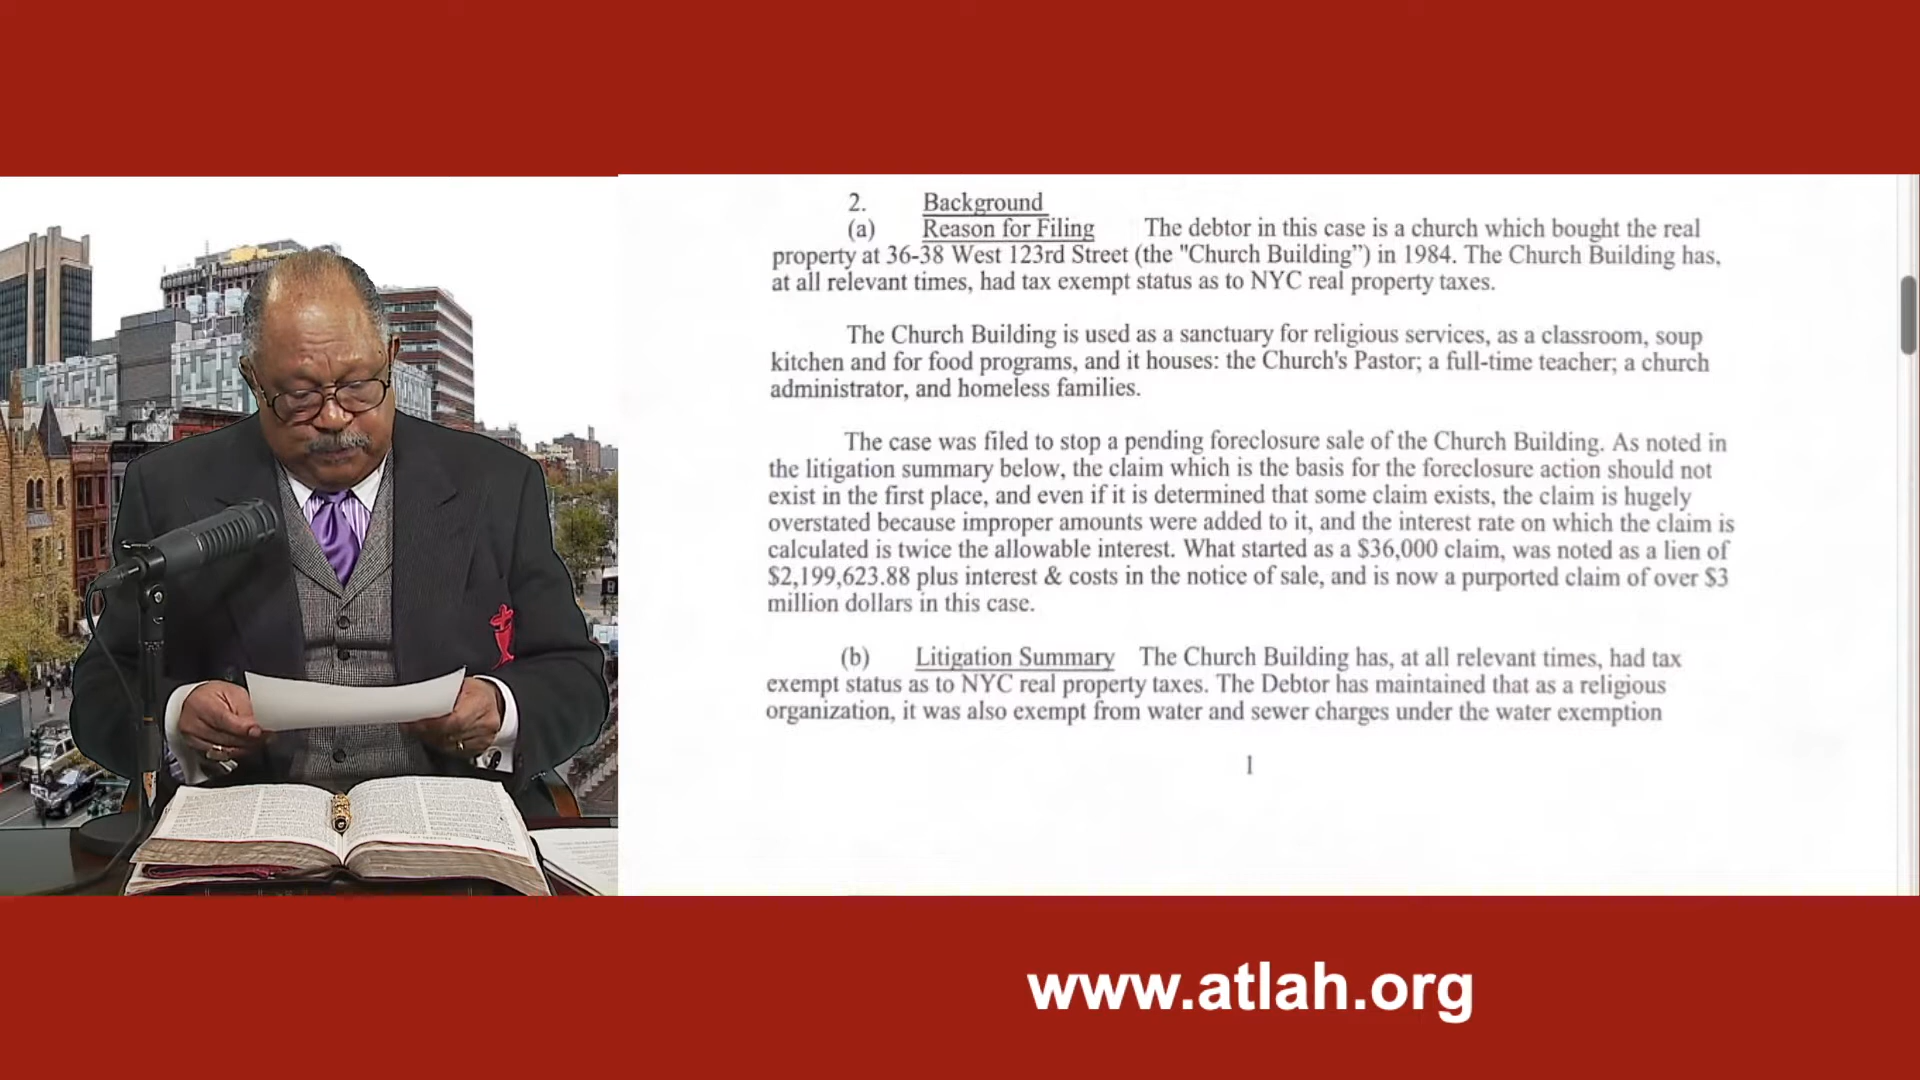 2. Background
(a) Reason for Filing The debtor in this case is a church which bought the real
property at 36-38 West 123rd Street (the "Church Building”) in 1984. The Church Building has,
at all relevant times, had tax exempt status as to NYC real property taxes.
The Church Building is used as a sanctuary for religious services, as a classroom, soup
kitchen and for food programs, and it houses: the Church's Pastor; a full-time teacher; a church
administrator, and homeless families.
The case was filed to stop a pending foreclosure sale of the Church Building. As noted in
the litigation summary below, the claim which is the basis for the foreclosure action should not
exist in the first place, and even if it is determined that some claim exists, the claim is hugely
overstated because improper amounts were added to it, and the interest rate on which the claim is
calculated is twice the allowable interest. What started as a $36,000 claim, was noted as a lien of
$2,199,623.88 plus interest & costs in the notice of sale, and is now a purported claim of over $3
million dollars in this case.
(b) Litigation Summary The Church Building has, at all relevant times, had tax
exempt status as to NYC real property taxes. The Debtor has maintained that as a religious
organization, it was also exempt from water and sewer charges under the water exemption
1
www.atlah.org